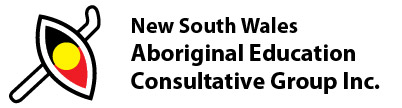 New South Wales
Aboriginal Education
Consultative Group Inc.